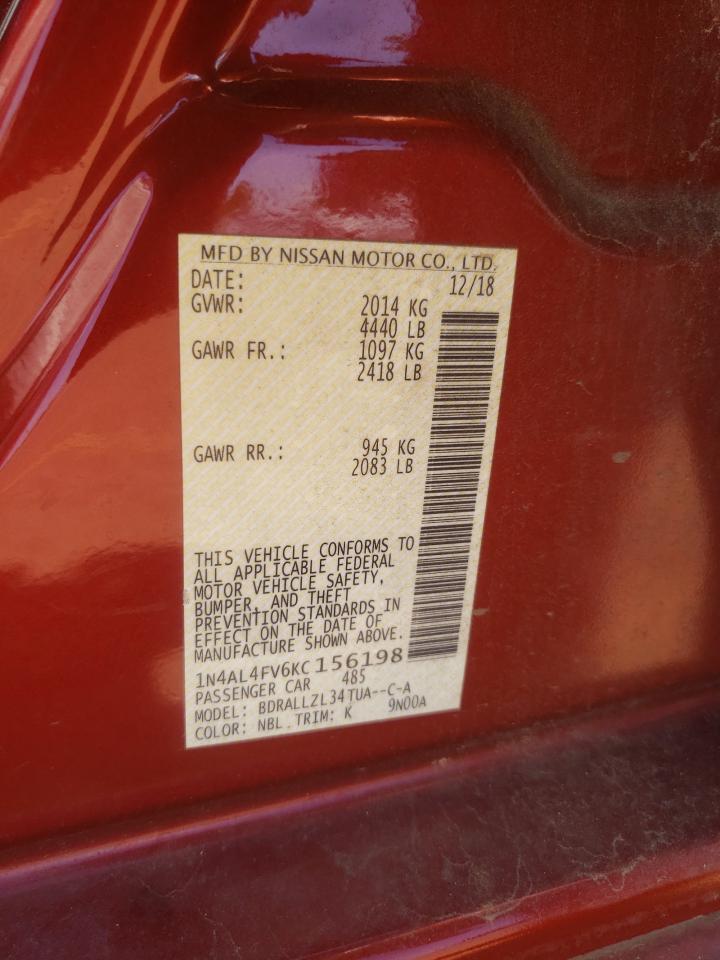 MFD BY NISSAN MOTOR CO., LTD.
DATE: 12/18
GVWR: 2014 KG
4440 LB
GAWR FR.: 1097 KG
2418 LB
GAWR RR.: 945 KG
2083 LB
THIS VEHICLE CONFORMS TO
ALL APPLICABLE FEDERAL
MOTOR VEHICLE SAFETY,
BUMPER, AND THEFT
PREVENTION STANDARDS IN
EFFECT ON THE DATE OF
MANUFACTURE SHOWN ABOVE.
1N4AL4FV6KC156198
PASSENGER CAR 485
MODEL: BDRALLZL34TUA--C-A
COLOR: NBL TRIM: K 9N00A